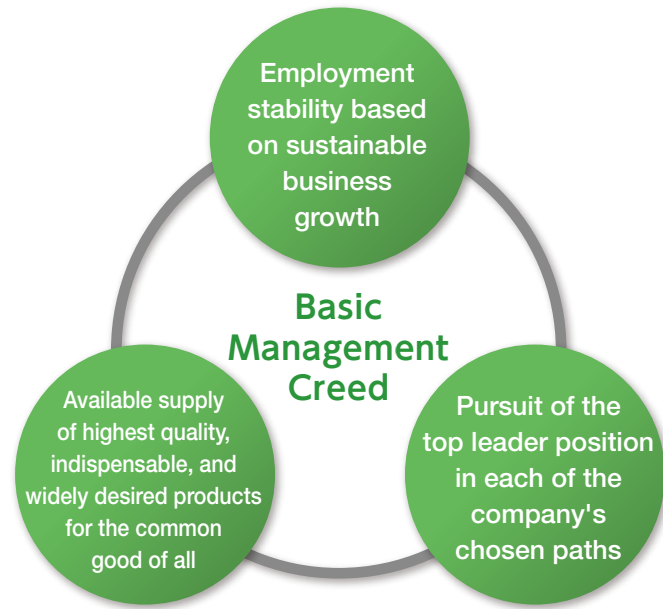 Employment
stability based
on sustainable
business
growth
Basic
Management
Creed
Available supply
of highest quality,
indispensable, and
widely desired products
for the common
good of all
Pursuit of the
top leader position
in each of the
company's
chosen paths